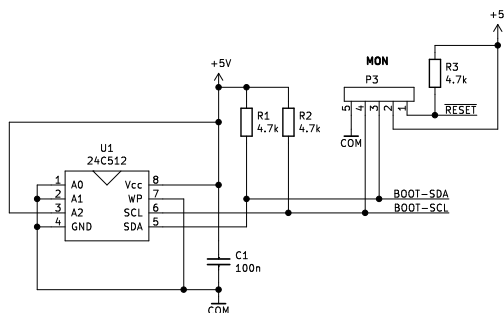 +5
MON
P3
R3
4.7k
5
4
3
2
1
RESET
COM
+5V
R1
4.7k
R2
4.7k
U1
24C512
1 A0 Vcc 8
2 A1 WP 7
3 A2 SCL 6
4 GND SDA 5
BOOT-SDA
BOOT-SCL
C1
100n
COM